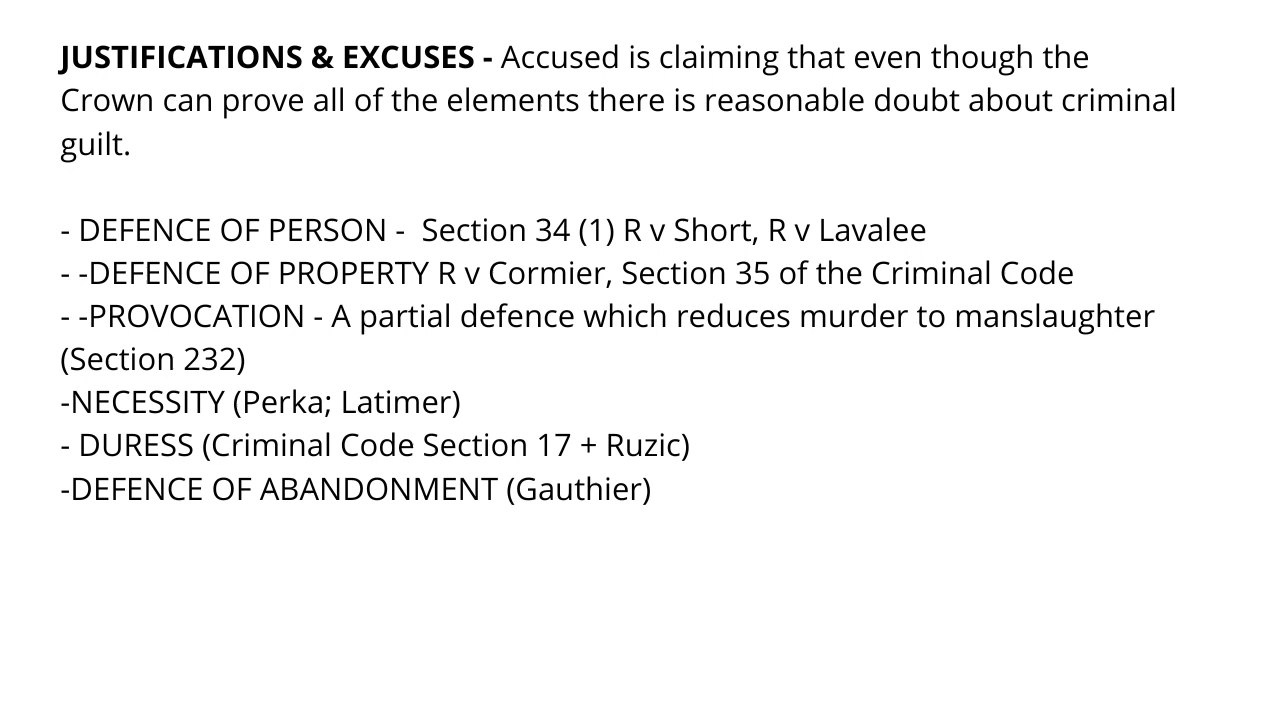 JUSTIFICATIONS & EXCUSES - Accused is claiming that even though the
Crown can prove all of the elements there is reasonable doubt about criminal
guilt.
- DEFENCE OF PERSON -  Section 34 (1) R v Short, R v Lavalee
- -DEFENCE OF PROPERTY R v Cormier, Section 35 of the Criminal Code
- -PROVOCATION - A partial defence which reduces murder to manslaughter
(Section 232)
-NECESSITY (Perka; Latimer)
- DURESS (Criminal Code Section 17 + Ruzic)
-DEFENCE OF ABANDONMENT (Gauthier)